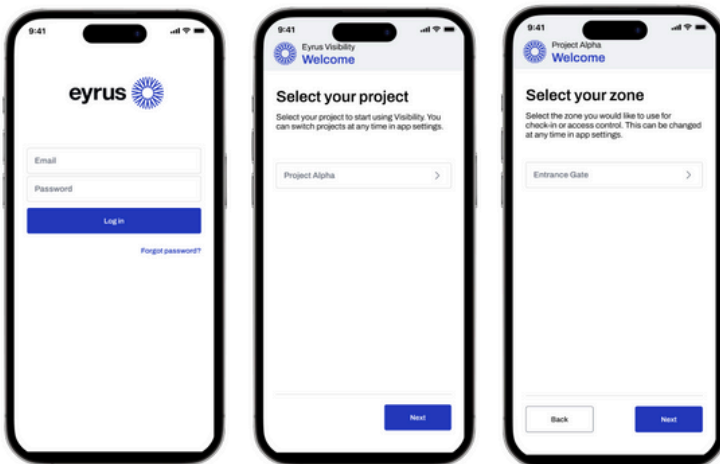 9:41
eyrus
Email
Password
Log in
Forgot password?
9:41
Eyrus Visibility
Welcome
Select your project
Select your project to start using Visibility. You
can switch projects at any time in app settings.
Project Alpha
Next
9:41
Project Alpha
Welcome
Select your zone
Select the zone you would like to use for
check-in or access control. This can be changed
at any time in app settings.
Entrance Gate
Back
Next